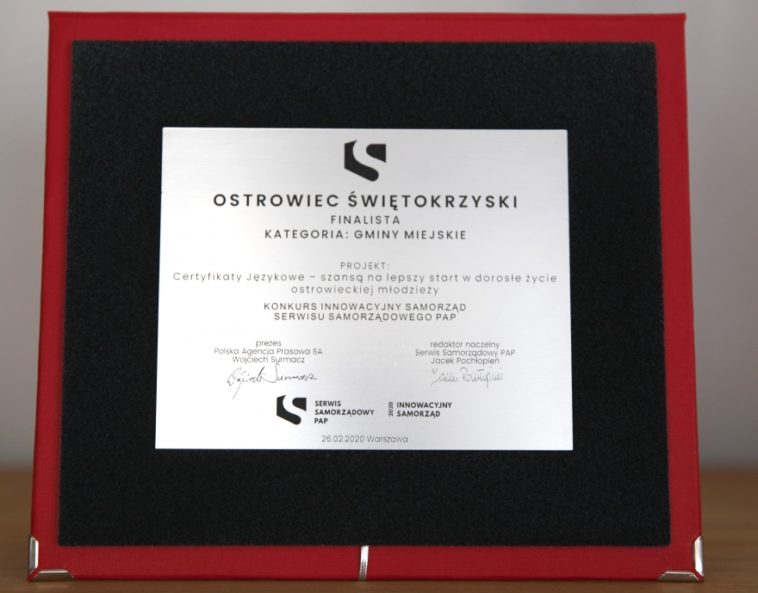 OSTROWIEC ŚWIĘTOKRZYSKI
FINALISTA
KATEGORIA: GMINY MIEJSKIE
PROJEKT:
Certyfikaty Językowe – szansą na lepszy start w dorosłe życie
ostrowieckiej młodzieży
KONKURS INNOWACYJNY SAMORZĄD
SERWISU SAMORZĄDOWEGO PAP
prezes
Polska Agencja Prasowa SA
Wojciech Surmacz
Wojciech Surmacz
redaktor naczelny
Serwis Samorządowy PAP
Jacek Pochłopień
SERWIS
SAMORZĄDOWY
PAP
2020
INNOWACYJNY
SAMORZĄD
26.02.2020 Warszawa